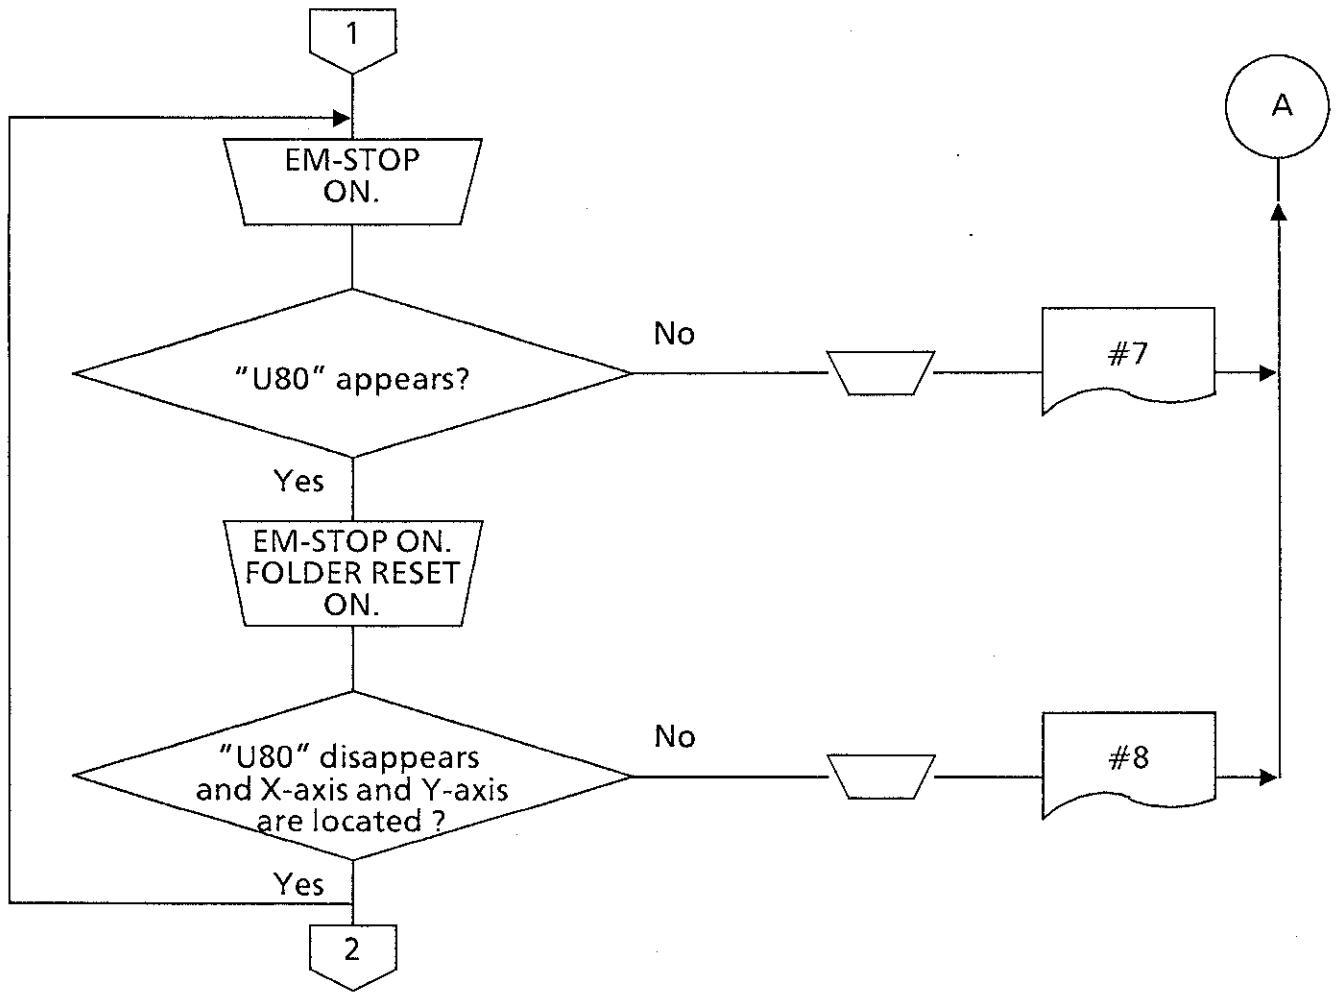 1
A
EM-STOP
ON.
No
#7
"U80" appears?
Yes
EM-STOP ON.
FOLDER RESET
ON.
No
#8
"U80" disappears
and X-axis and Y-axis
are located ?
Yes
2